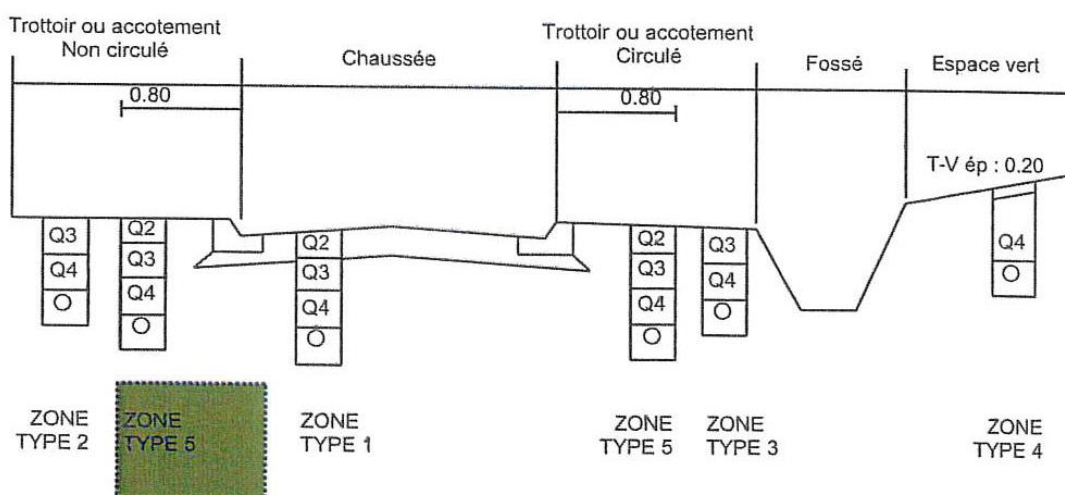 Trottoir ou accotement
Non circulé
Chaussée
Trottoir ou accotement
Circulé
Fossé
Espace vert
0.80
0.80
T-V ép : 0.20
Q3
Q4
Q2
Q3
Q4
Q2
Q3
Q4
Q2
Q3
Q4
Q3
Q4
Q4
ZONE
TYPE 2
ZONE
TYPE 5
ZONE
TYPE 1
ZONE
TYPE 5
ZONE
TYPE 3
ZONE
TYPE 4